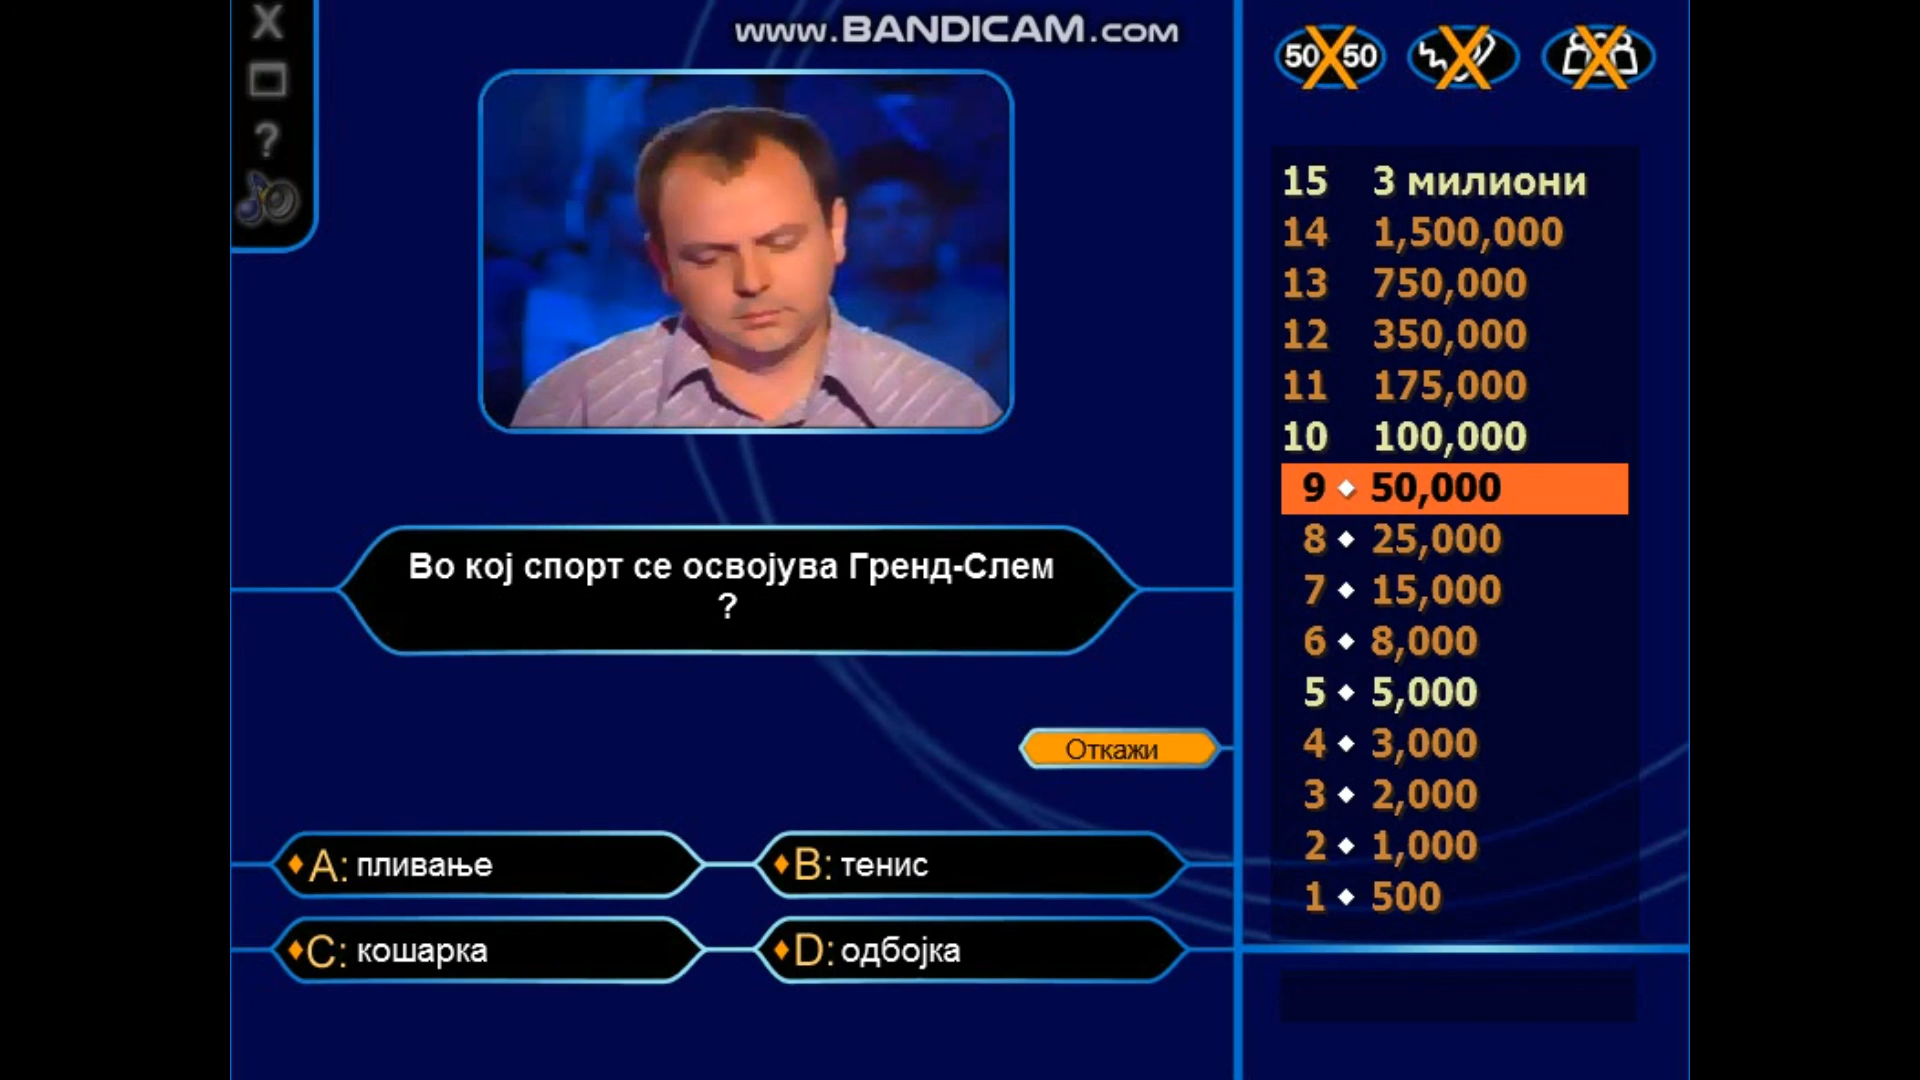 www.BANDICAM.com
X
?
50 50
15 3 милиони
14 1,500,000
13 750,000
12 350,000
11 175,000
10 100,000
9 50,000
8 25,000
7 15,000
6 8,000
5 5,000
4 3,000
3 2,000
2 1,000
1 500
Во кој спорт се освојува Гренд-Слем
?
Откажи
A: пливање
B: тенис
C: кошарка
D: одбојка